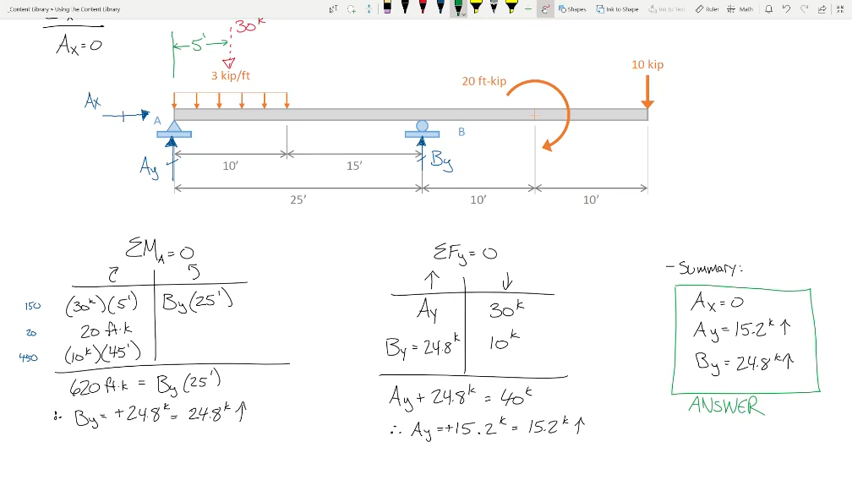 Content Library » Using the Content Library
Shapes
Ink to Shape
Ink to Text
Ruler
Math
Ax=0
5'
30k
3 kip/ft
20 ft-kip
10 kip
Ax
A
B
Ay
By
10'
15'
25'
10'
10'
ΣMA=0
↻ ↺
150 (30k)(5') By(25')
20 20 ft·k
450 (10k)(45')
620 ft·k = By(25')
∴ By = +24.8k = 24.8k↑
ΣFy=0
↑ ↓
Ay 30k
By=24.8k 10k
Ay+24.8k = 40k
∴ Ay=+15.2k = 15.2k↑
- Summary:
Ax=0
Ay=15.2k↑
By=24.8k↑
ANSWER